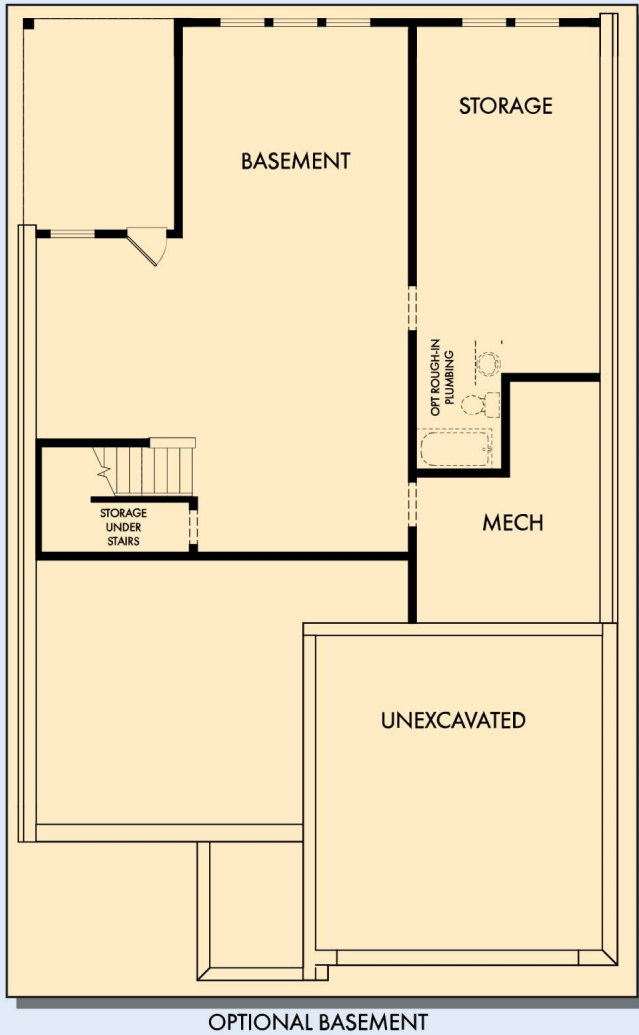 STORAGE
BASEMENT
OPT ROUGH-IN
PLUMBING
STORAGE
UNDER
STAIRS
MECH
UNEXCAVATED
OPTIONAL BASEMENT